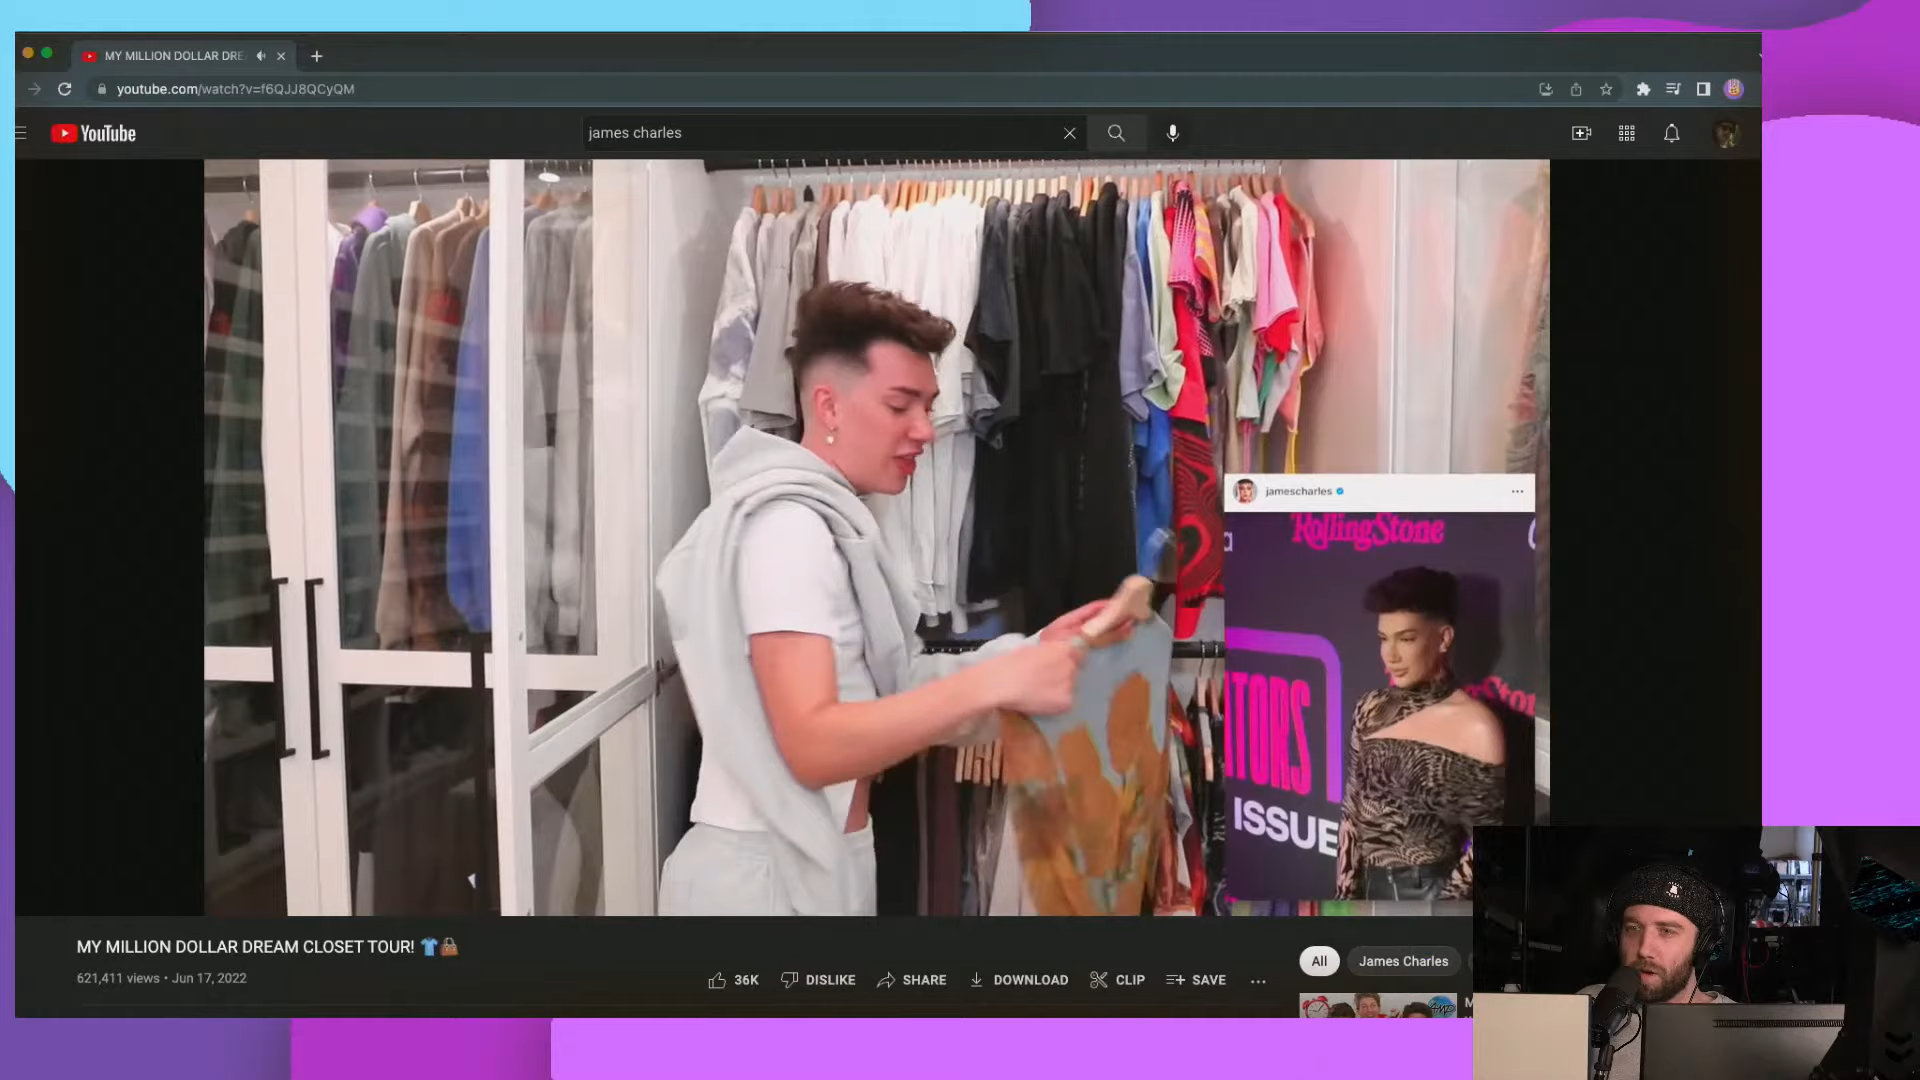 MY MILLION DOLLAR DRE
youtube.com/watch?v=f6QJJ8QCyQM
YouTube
james charles
jamescharles
RollingStone
ATORS
ISSUE
MY MILLION DOLLAR DREAM CLOSET TOUR! 👕👜
621,411 views • Jun 17, 2022
36K
DISLIKE
SHARE
DOWNLOAD
CLIP
SAVE
All
James Charles